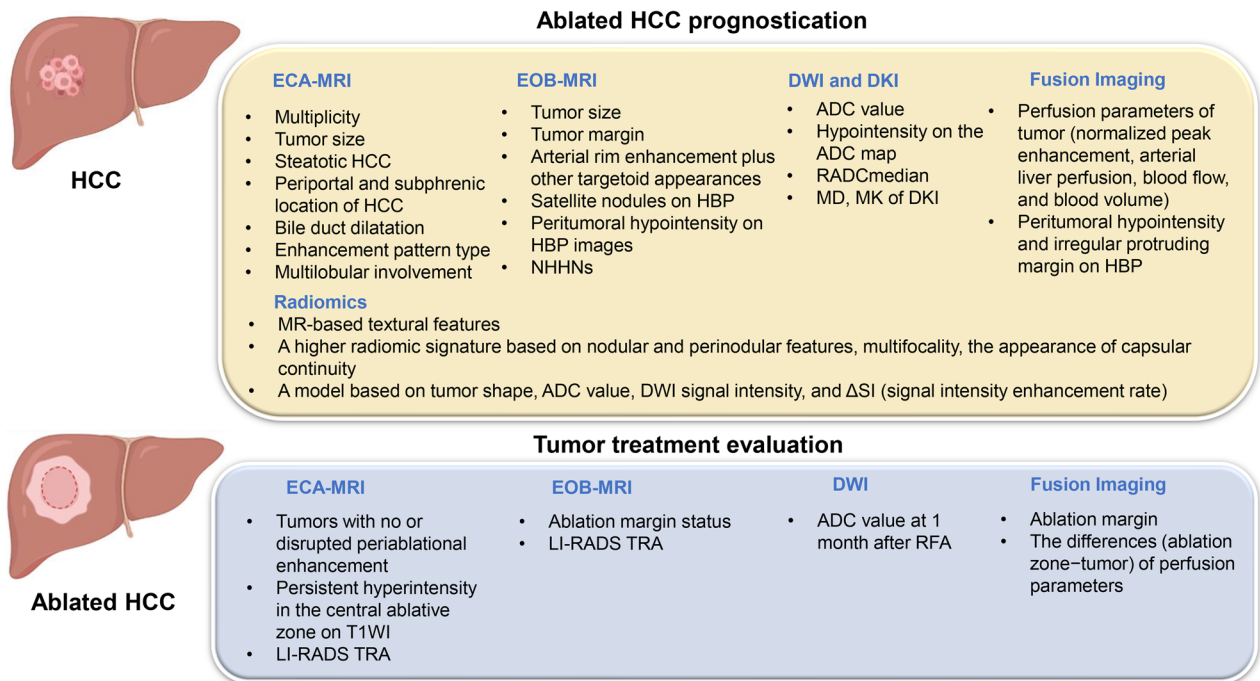 Ablated HCC prognostication
HCC
ECA-MRI
• Multiplicity
• Tumor size
• Steatotic HCC
• Periportal and subphrenic
location of HCC
• Bile duct dilatation
• Enhancement pattern type
• Multilobular involvement
EOB-MRI
• Tumor size
• Tumor margin
• Arterial rim enhancement plus
other targetoid appearances
• Satellite nodules on HBP
• Peritumoral hypointensity on
HBP images
• NHHNs
DWI and DKI
• ADC value
• Hypointensity on the
ADC map
• RADCmedian
• MD, MK of DKI
Fusion Imaging
• Perfusion parameters of
tumor (normalized peak
enhancement, arterial
liver perfusion, blood flow,
and blood volume)
• Peritumoral hypointensity
and irregular protruding
margin on HBP
Radiomics
• MR-based textural features
• A higher radiomic signature based on nodular and perinodular features, multifocality, the appearance of capsular
continuity
• A model based on tumor shape, ADC value, DWI signal intensity, and ΔSI (signal intensity enhancement rate)
Tumor treatment evaluation
Ablated HCC
ECA-MRI
• Tumors with no or
disrupted periablational
enhancement
• Persistent hyperintensity
in the central ablative
zone on T1WI
• LI-RADS TRA
EOB-MRI
• Ablation margin status
• LI-RADS TRA
DWI
• ADC value at 1
month after RFA
Fusion Imaging
• Ablation margin
• The differences (ablation
zone−tumor) of perfusion
parameters